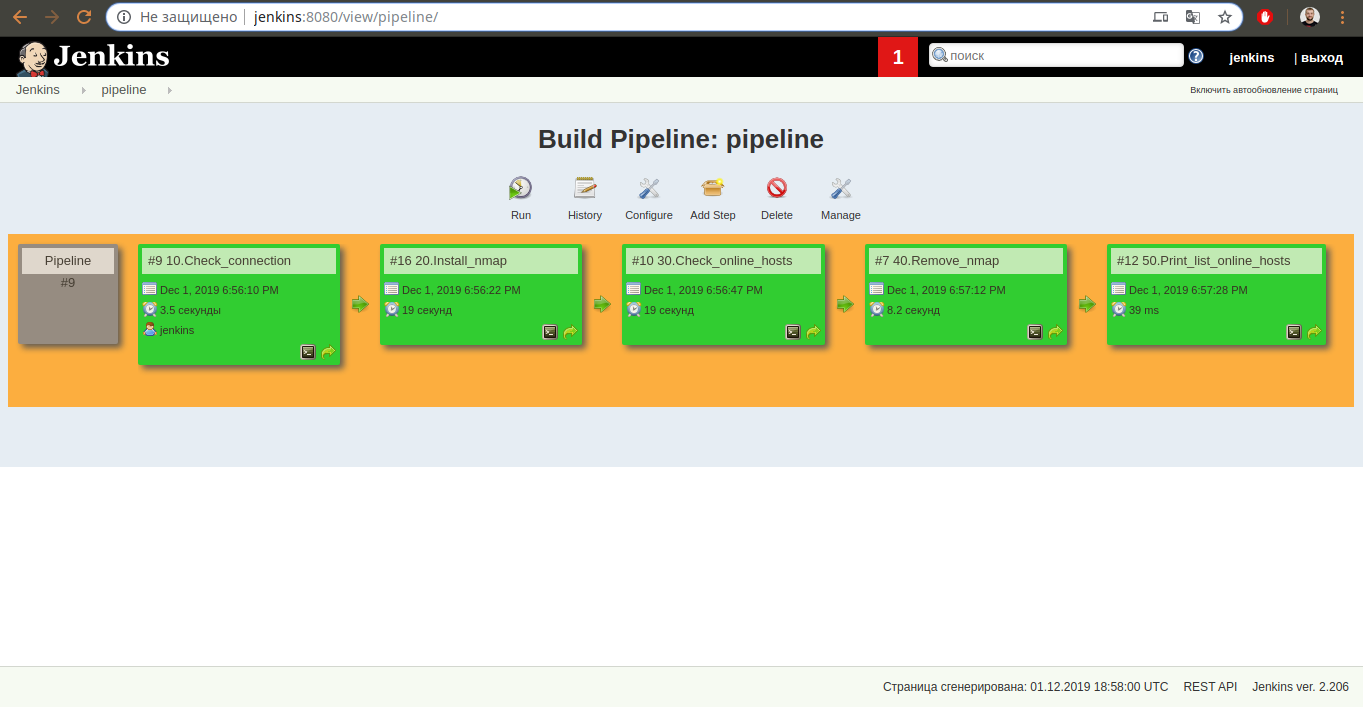 Не защищено jenkins:8080/view/pipeline/
Jenkins 1 поиск jenkins | выход
Jenkins pipeline Включить автообновление страниц
Build Pipeline: pipeline
Run History Configure Add Step Delete Manage
Pipeline
#9
#9 10.Check_connection
Dec 1, 2019 6:56:10 PM
3.5 секунды
jenkins
#16 20.Install_nmap
Dec 1, 2019 6:56:22 PM
19 секунд
#10 30.Check_online_hosts
Dec 1, 2019 6:56:47 PM
19 секунд
#7 40.Remove_nmap
Dec 1, 2019 6:57:12 PM
8.2 секунд
#12 50.Print_list_online_hosts
Dec 1, 2019 6:57:28 PM
39 ms
Страница сгенерирована: 01.12.2019 18:58:00 UTC REST API Jenkins ver. 2.206